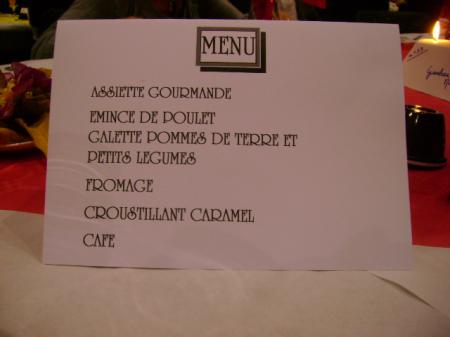 MENU
ASSIETTE GOURMANDE
EMINCE DE POULET
GALETTE POMMES DE TERRE ET
PETITS LEGUMES
FROMAGE
CROUSTILLANT CARAMEL
CAFE